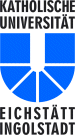 KATHOLISCHE
UNIVERSITÄT
EICHSTÄTT
INGOLSTADT